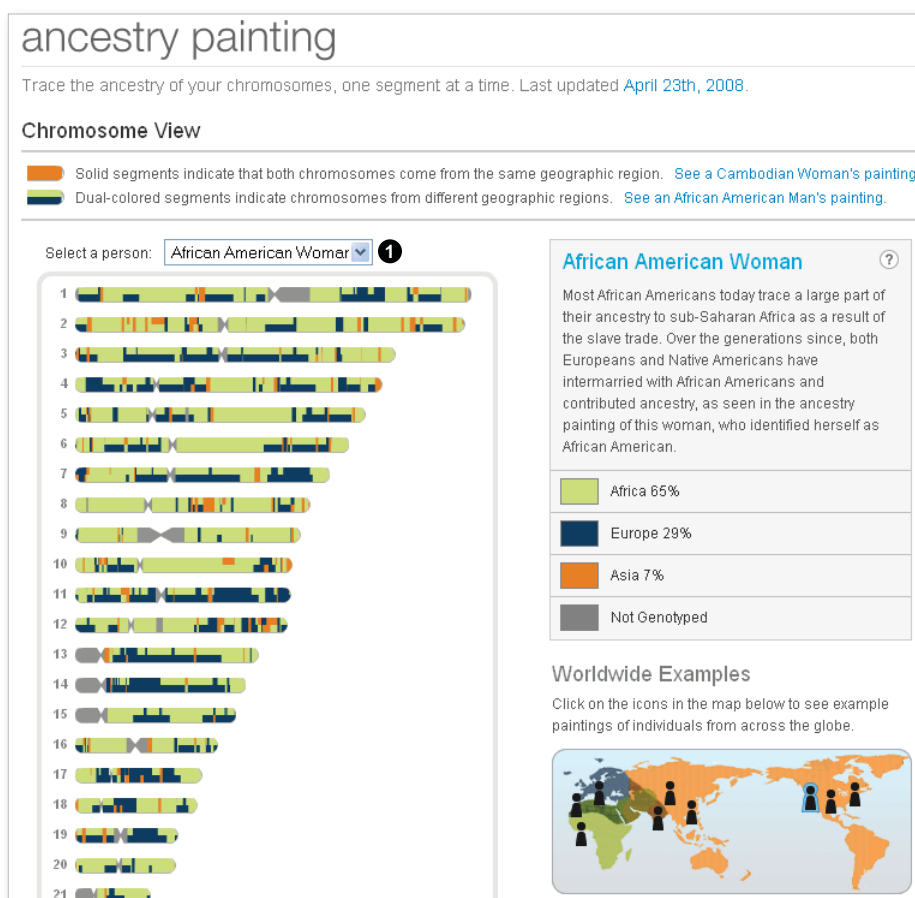 ancestry painting
Trace the ancestry of your chromosomes, one segment at a time. Last updated April 23th, 2008.
Chromosome View
Solid segments indicate that both chromosomes come from the same geographic region. See a Cambodian Woman's painting
Dual-colored segments indicate chromosomes from different geographic regions. See an African American Man's painting.
Select a person: African American Womar 1
1
2
3
4
5
6
7
8
9
10
11
12
13
14
15
16
17
18
19
20
21
African American Woman ?
Most African Americans today trace a large part of
their ancestry to sub-Saharan Africa as a result of
the slave trade. Over the generations since, both
Europeans and Native Americans have
intermarried with African Americans and
contributed ancestry, as seen in the ancestry
painting of this woman, who identified herself as
African American.
Africa 65%
Europe 29%
Asia 7%
Not Genotyped
Worldwide Examples
Click on the icons in the map below to see example
paintings of individuals from across the globe.